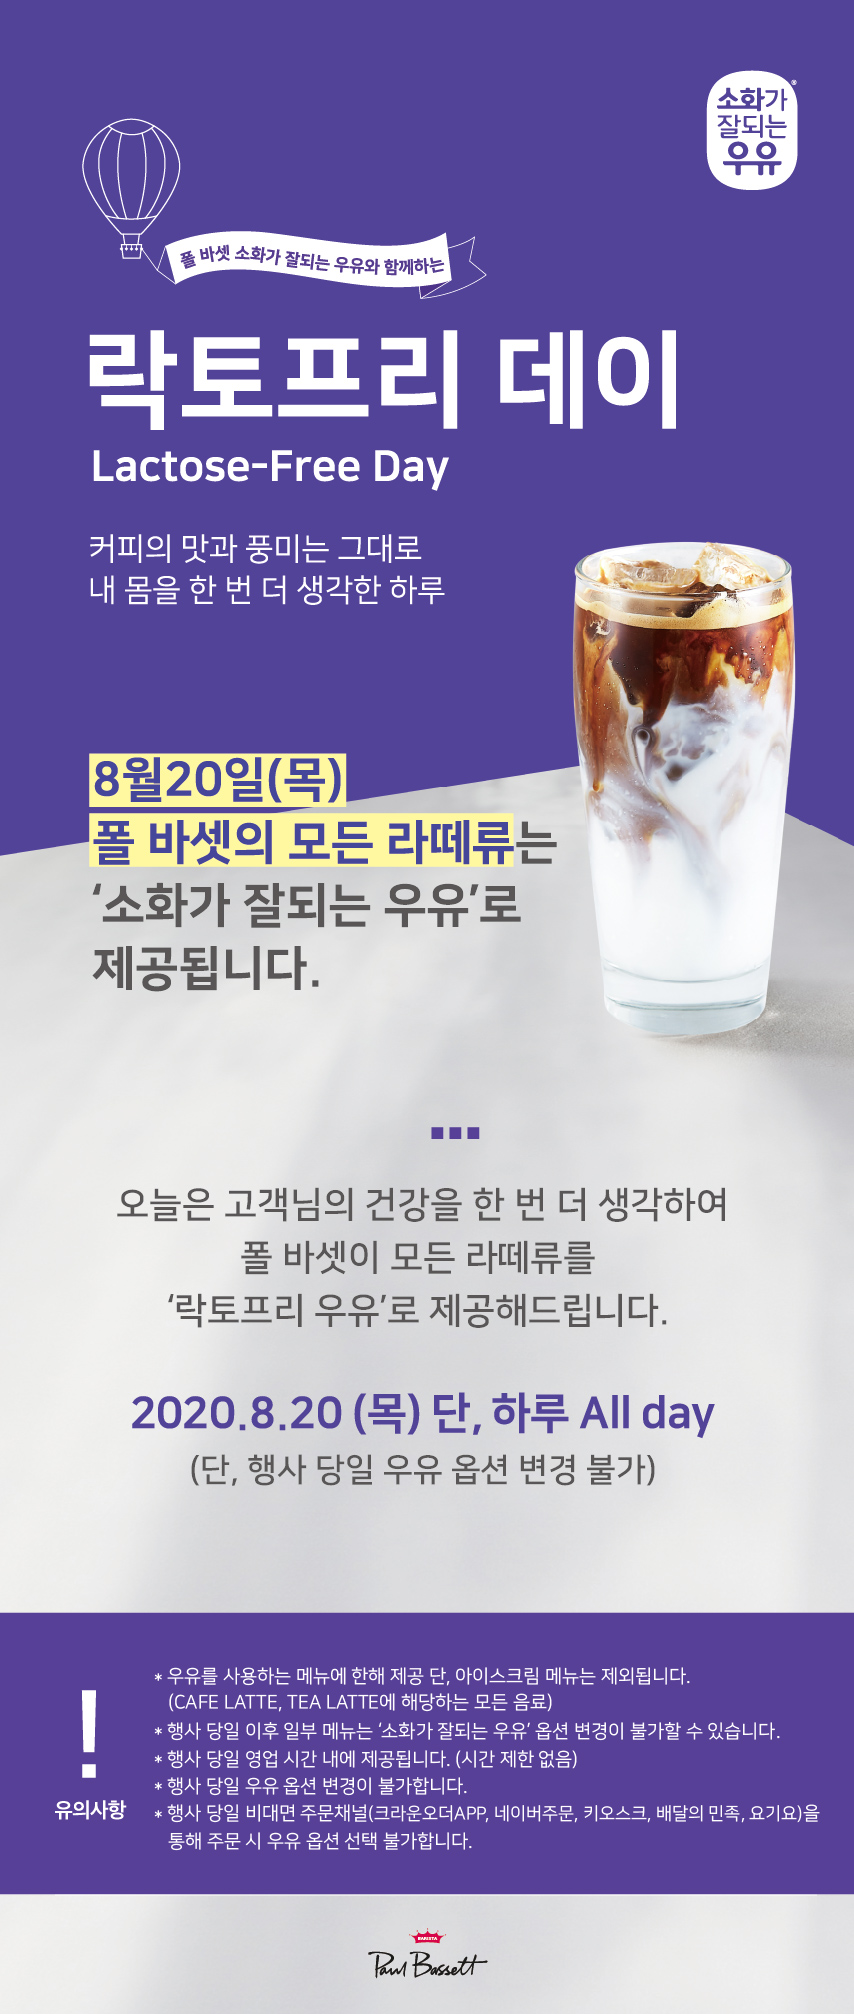 소화가
잘되는
우유
폴 바셋 소화가 잘되는 우유와 함께하는
락토프리 데이
Lactose-Free Day
커피의 맛과 풍미는 그대로
내 몸을 한 번 더 생각한 하루
8월20일(목)
폴 바셋의 모든 라떼류는
‘소화가 잘되는 우유’로
제공됩니다.
오늘은 고객님의 건강을 한 번 더 생각하여
폴 바셋이 모든 라떼류를
‘락토프리 우유’로 제공해드립니다.
2020.8.20 (목) 단, 하루 All day
(단, 행사 당일 우유 옵션 변경 불가)
!
유의사항
* 우유를 사용하는 메뉴에 한해 제공 단, 아이스크림 메뉴는 제외됩니다.
(CAFE LATTE, TEA LATTE에 해당하는 모든 음료)
* 행사 당일 이후 일부 메뉴는 ‘소화가 잘되는 우유‘ 옵션 변경이 불가할 수 있습니다.
* 행사 당일 영업 시간 내에 제공됩니다. (시간 제한 없음)
* 행사 당일 우유 옵션 변경이 불가합니다.
* 행사 당일 비대면 주문채널(크라운오더APP, 네이버주문, 키오스크, 배달의 민족, 요기요)을
통해 주문 시 우유 옵션 선택 불가합니다.
BARISTA
Paul Bassett